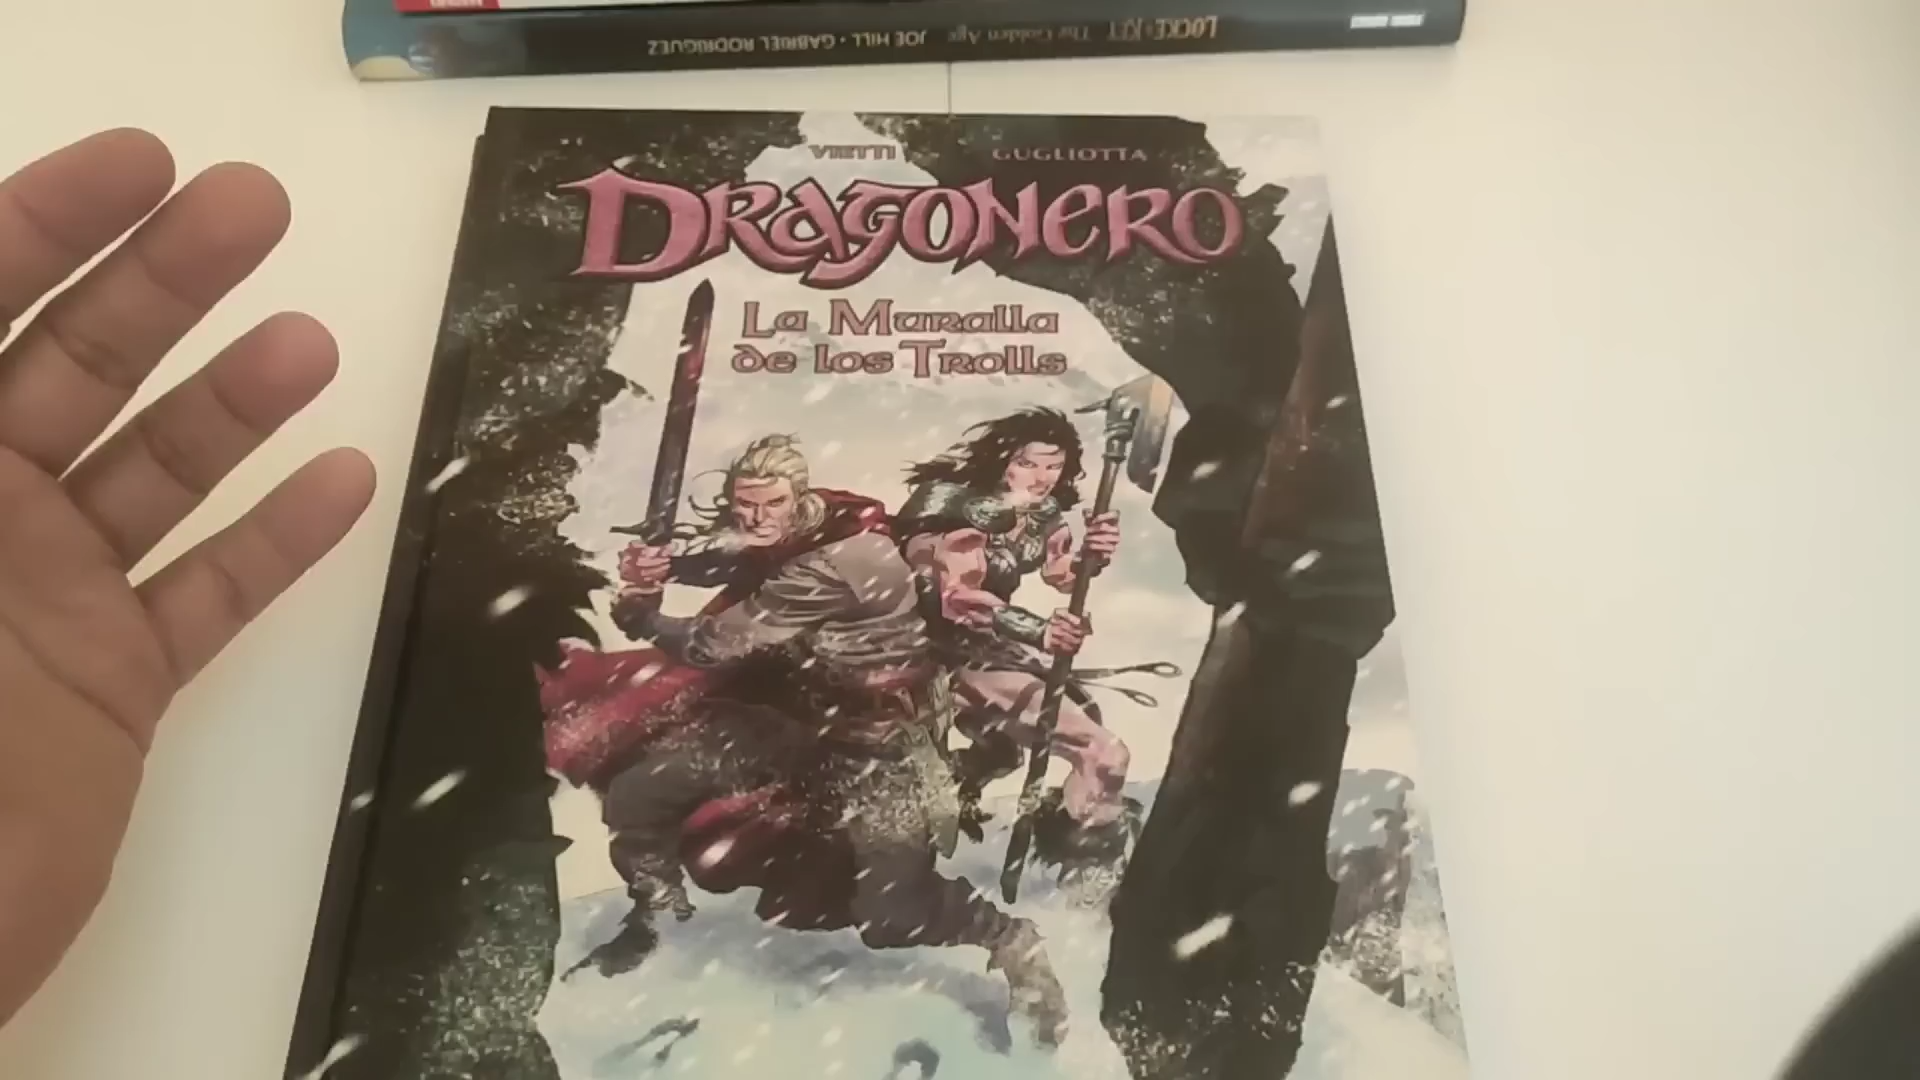 LOCKE & KEY The Golden Age JOE HILL • GABRIEL RODRIGUEZ
VIETTI GUGLIOTTA
DRAGONERO
La Muralla
de los Trolls